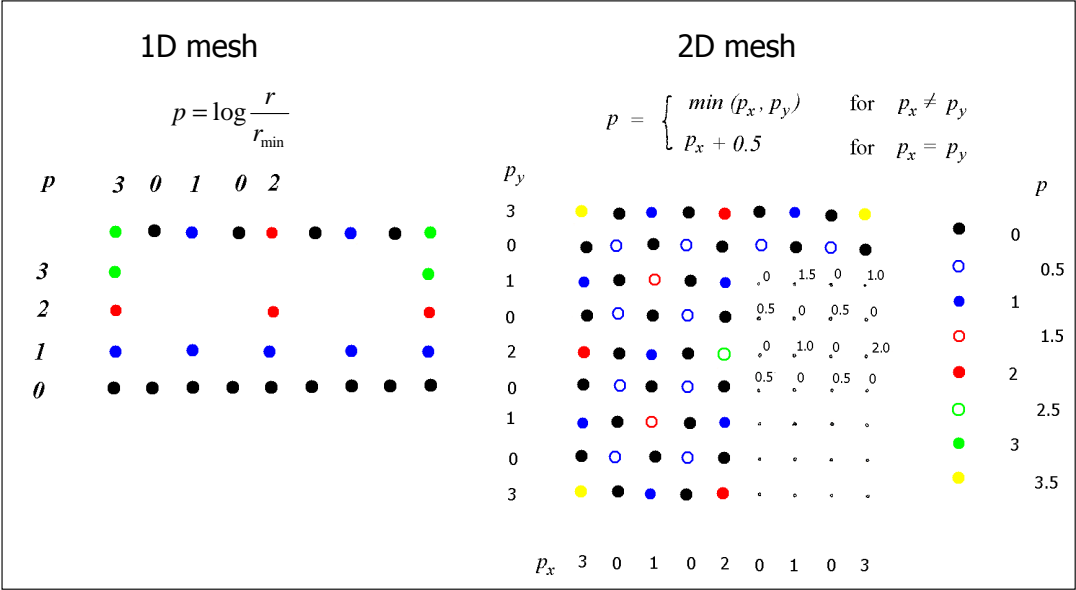 1D mesh
p = log r / r_min
p 3 0 1 0 2
3
2
1
0
2D mesh
p = { min (p_x, p_y) for p_x ≠ p_y
p_x + 0.5 for p_x = p_y
p_y
3
0
1 0 1.5 0 1.0
0 0.5 0 0.5 0
2 0 1.0 0 2.0
0 0.5 0 0.5 0
1
0
3
p_x 3 0 1 0 2 0 1 0 3
p
0
0.5
1
1.5
2
2.5
3
3.5